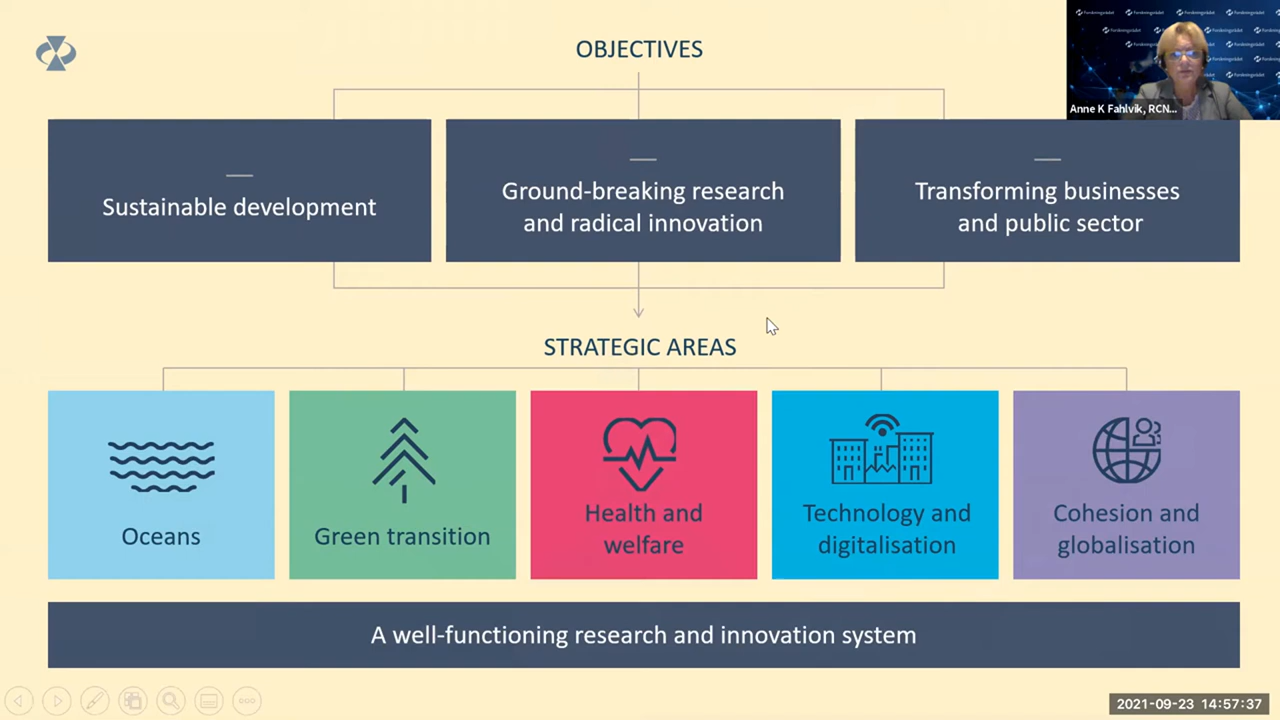 OBJECTIVES
Anne K Fahlvik, RCN...
Sustainable development
Ground-breaking research
and radical innovation
Transforming businesses
and public sector
STRATEGIC AREAS
Oceans
Green transition
Health and
welfare
Technology and
digitalisation
Cohesion and
globalisation
A well-functioning research and innovation system
2021-09-23 14:57:37